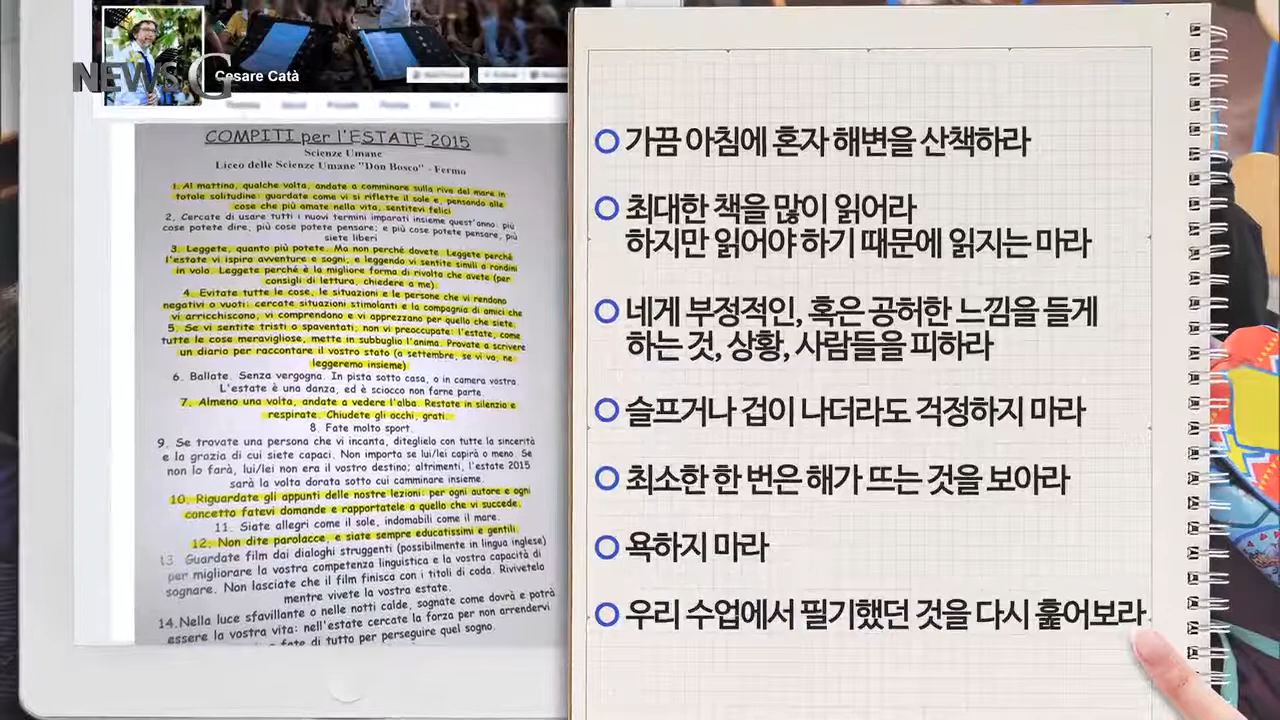 NEWS G
Cesare Catà
COMPITI per l'ESTATE 2015
Scienze Umane
Liceo delle Scienze Umane "Don Bosco" - Fermo
1. Al mattino, qualche volta, andate a camminare sulla riva del mare in
totale solitudine: guardate come vi si riflette il sole e, pensando alle
cose che più amate nella vita, sentitevi felici
2. Cercate di usare tutti i nuovi termini imparati insieme quest'anno: più
cose potete dire, più cose potete pensare; e più cose potete pensare, più
siete liberi
3. Leggete, quanto più potete. Ma non perché dovete. Leggete perché
l'estate vi ispira avventure e sogni, e leggendo vi sentite simili a rondini
in volo. Leggete perché è la migliore forma di rivolta che avete (per
consigli di lettura, chiedere a me).
4. Evitate tutte le cose, le situazioni e le persone che vi rendono
negativi o vuoti: cercate situazioni stimolanti e la compagnia di amici che
vi arricchiscono, vi comprendono e vi apprezzano per quello che siete.
5. Se vi sentite tristi o spaventati, non vi preoccupate: l'estate, come
tutte le cose meravigliose, mette in subbuglio l'anima. Provate a scrivere
un diario per raccontare il vostro stato (a settembre, se vi va, ne
leggeremo insieme)
6. Ballate. Senza vergogna. In pista sotto casa, o in camera vostra.
L'estate è una danza, ed è sciocco non farne parte.
7. Almeno una volta, andate a vedere l'alba. Restate in silenzio e
respirate. Chiudete gli occhi, grati.
8. Fate molto sport.
9. Se trovate una persona che vi incanta, diteglielo con tutta la sincerità
e la grazia di cui siete capaci. Non importa se lui/lei capirà o meno. Se
non lo farà, lui/lei non era il vostro destino; altrimenti, l'estate 2015
sarà la volta dorata sotto cui camminare insieme.
10. Riguardate gli appunti delle nostre lezioni: per ogni autore e ogni
concetto fatevi domande e rapportatele a quello che vi succede.
11. Siate allegri come il sole, indomabili come il mare.
12. Non dite parolacce, e siate sempre educatissimi e gentili.
13. Guardate film dai dialoghi struggenti (possibilmente in lingua inglese)
per migliorare la vostra competenza linguistica e la vostra capacità di
sognare. Non lasciate che il film finisca con i titoli di coda. Rivivetelo
mentre vivete la vostra estate.
14. Nella luce sfavillante o nelle notti calde, sognate come dovrà e potrà
essere la vostra vita: nell'estate cercate la forza per non arrendervi
e fate di tutto per perseguire quel sogno.
가끔 아침에 혼자 해변을 산책하라
최대한 책을 많이 읽어라
하지만 읽어야 하기 때문에 읽지는 마라
네게 부정적인, 혹은 공허한 느낌을 들게
하는 것, 상황, 사람들을 피하라
슬프거나 겁이 나더라도 걱정하지 마라
최소한 한 번은 해가 뜨는 것을 보아라
욕하지 마라
우리 수업에서 필기했던 것을 다시 훑어보라